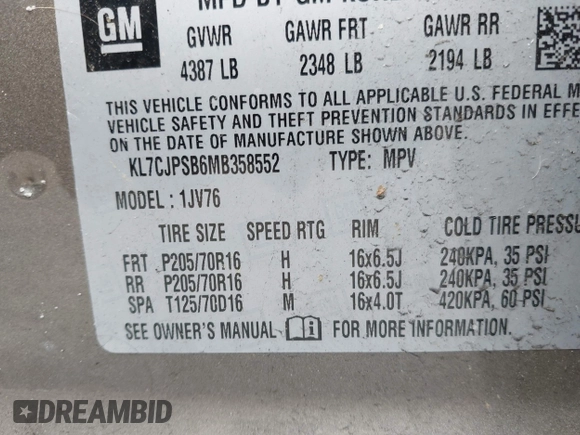 GM
GVWR GAWR FRT GAWR RR
4387 LB 2348 LB 2194 LB
THIS VEHICLE CONFORMS TO ALL APPLICABLE U.S. FEDERAL M
VEHICLE SAFETY AND THEFT PREVENTION STANDARDS IN EFFE
ON THE DATE OF MANUFACTURE SHOWN ABOVE.
KL7CJPSB6MB358552 TYPE: MPV
MODEL: 1JV76
TIRE SIZE SPEED RTG RIM COLD TIRE PRESSU
FRT P205/70R16 H 16x6.5J 240KPA, 35 PSI
RR P205/70R16 H 16x6.5J 240KPA, 35 PSI
SPA T125/70D16 M 16x4.0T 420KPA, 60 PSI
SEE OWNER'S MANUAL FOR MORE INFORMATION.
DREAMBID